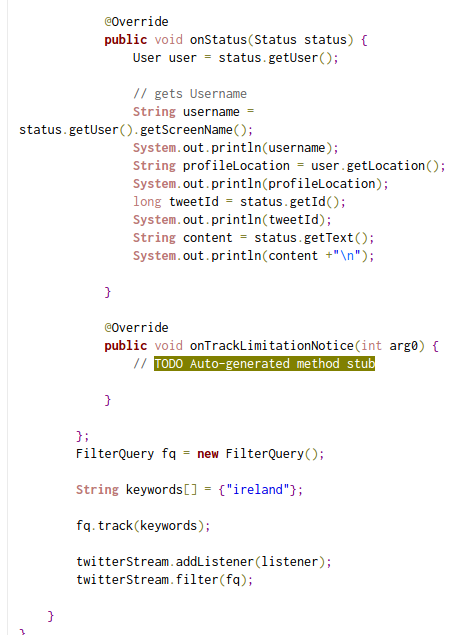 @Override
public void onStatus(Status status) {
User user = status.getUser();
// gets Username
String username =
status.getUser().getScreenName();
System.out.println(username);
String profileLocation = user.getLocation();
System.out.println(profileLocation);
long tweetId = status.getId();
System.out.println(tweetId);
String content = status.getText();
System.out.println(content +"\n");
}
@Override
public void onTrackLimitationNotice(int arg0) {
// TODO Auto-generated method stub
}
};
FilterQuery fq = new FilterQuery();
String keywords[] = {"ireland"};
fq.track(keywords);
twitterStream.addListener(listener);
twitterStream.filter(fq);
}
}